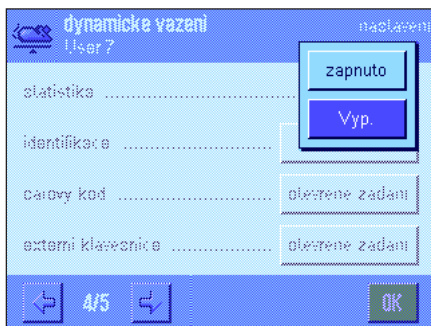 dynamicke vazeni
nastaveni
User 7
zapnuto
statistika
Vyp.
identifikace
carovy kod
otevrene zadani
externi klavesnice
otevrene zadani
4/5
OK